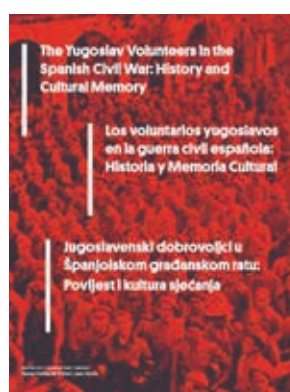 The Yugoslav Volunteers in the
Spanish Civil War: History and
Cultural Memory
Los voluntarios yugoslavos
en la guerra civil española:
Historia y Memoria Cultural
Jugoslavenski dobrovoljci u
Španjolskom građanskom ratu:
Povijest i kultura sjećanja